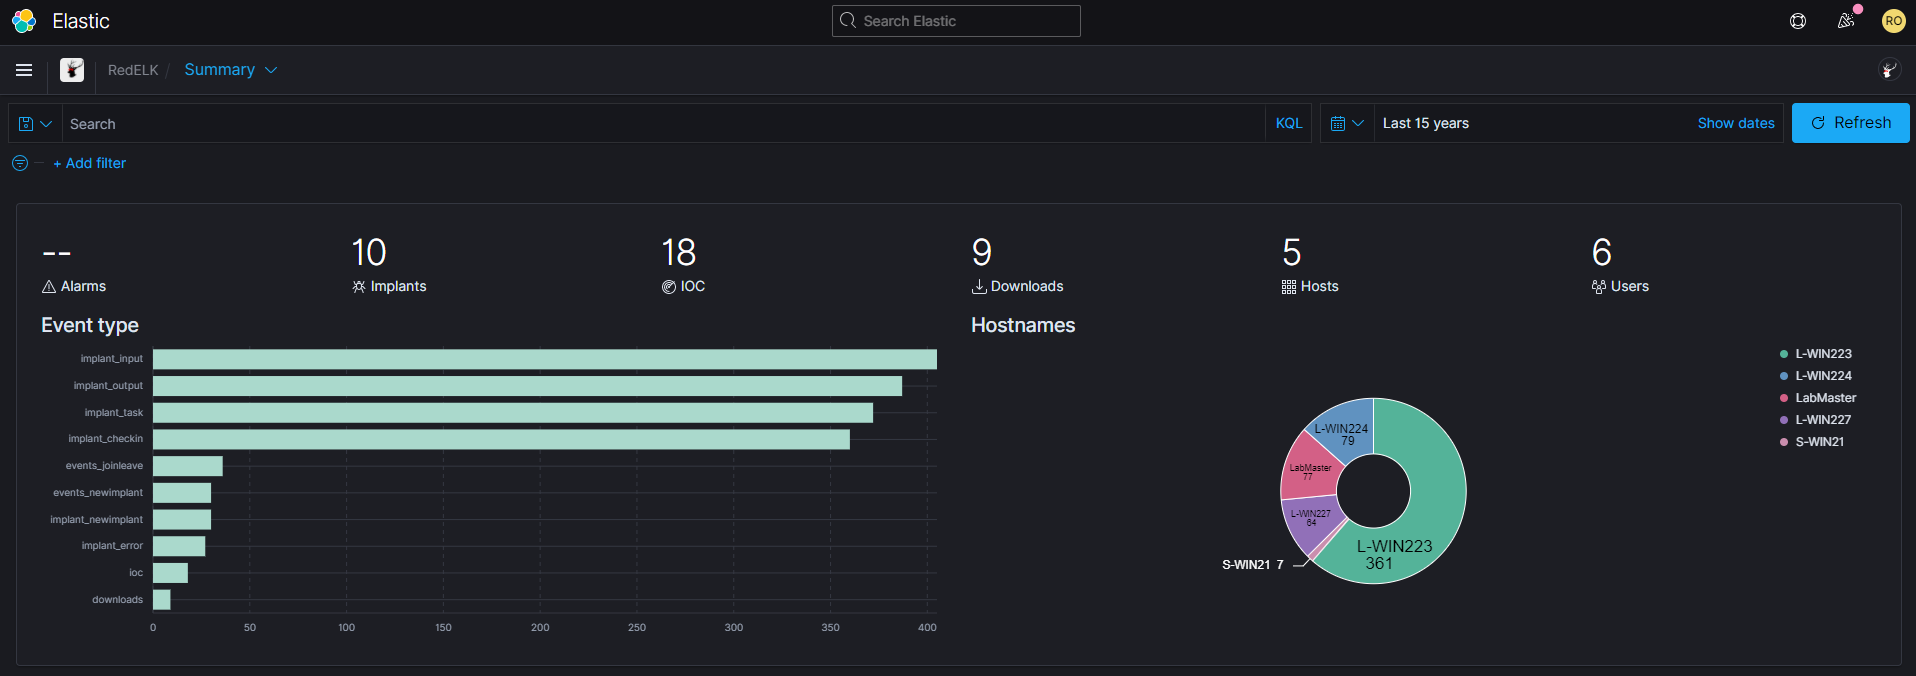 Elastic
Search Elastic
RO
RedELK / Summary
Search
KQL
Last 15 years
Show dates
Refresh
+ Add filter
--
10
18
9
5
6
Alarms
Implants
IOC
Downloads
Hosts
Users
Event type
implant_input
implant_output
implant_task
implant_checkin
events_joinleave
events_newimplant
implant_newimplant
implant_error
ioc
downloads
0 50 100 150 200 250 300 350 400
Hostnames
L-WIN224
79
LabMaster
77
L-WIN227
64
S-WIN21 7
L-WIN223
361
L-WIN223
L-WIN224
LabMaster
L-WIN227
S-WIN21